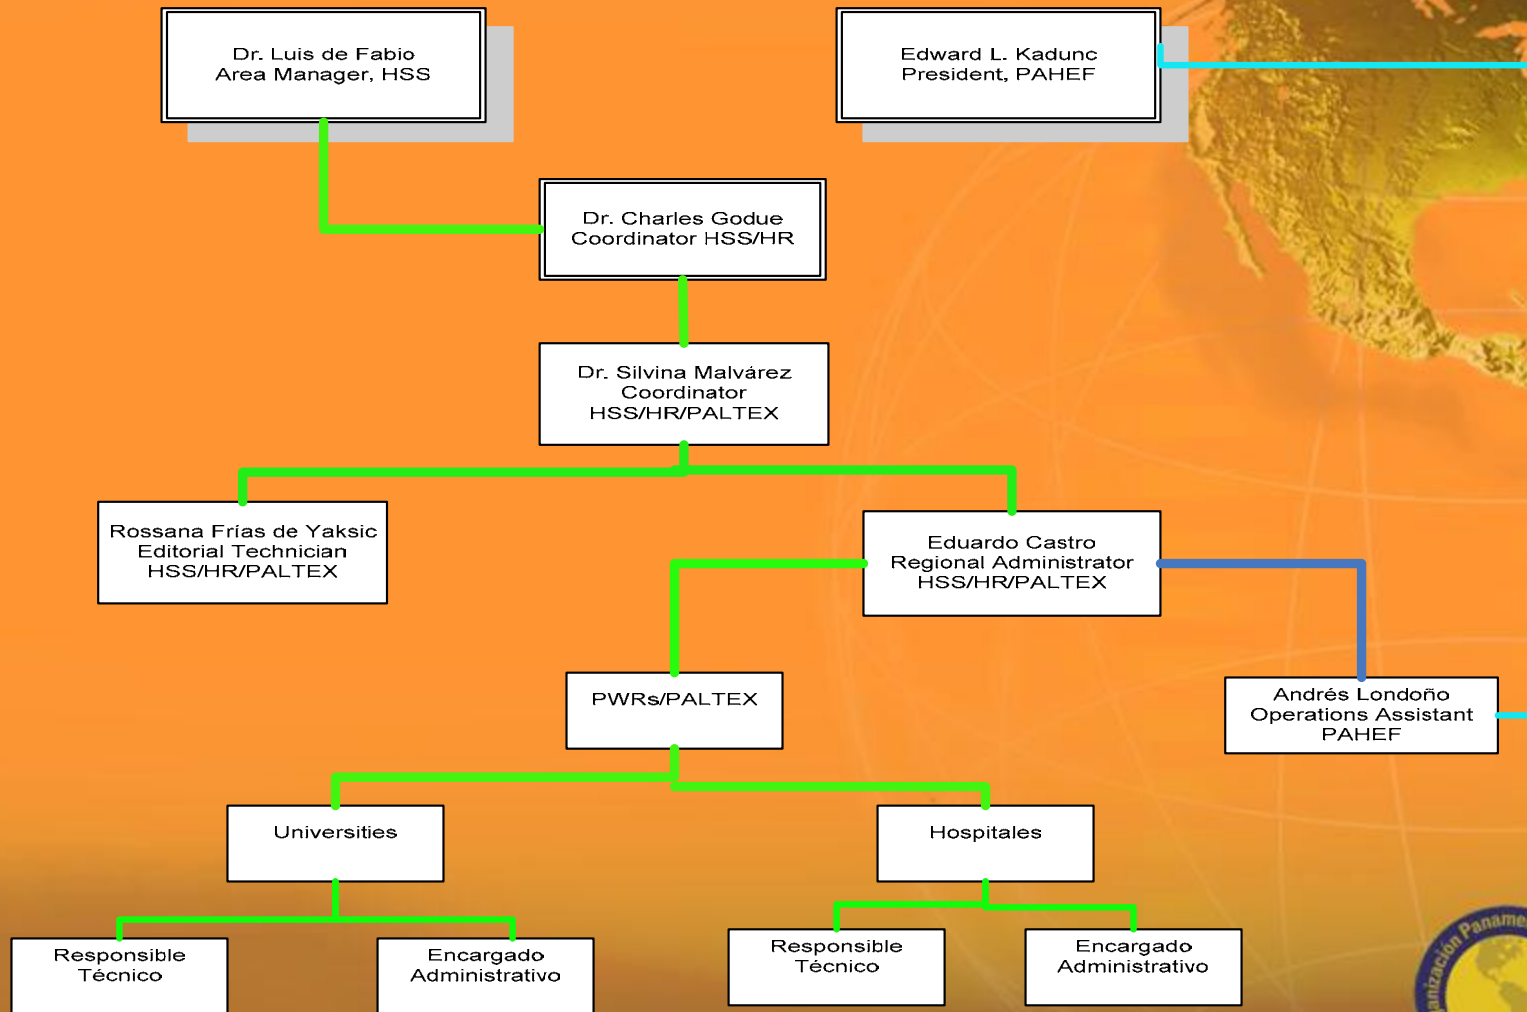 Dr. Luis de Fabio
Area Manager, HSS
Edward L. Kadunc
President, PAHEF
Dr. Charles Godue
Coordinator HSS/HR
Dr. Silvina Malvárez
Coordinator
HSS/HR/PALTEX
Rossana Frías de Yaksic
Editorial Technician
HSS/HR/PALTEX
Eduardo Castro
Regional Administrator
HSS/HR/PALTEX
PWRs/PALTEX
Andrés Londoño
Operations Assistant
PAHEF
Universities
Hospitales
Responsible
Técnico
Encargado
Administrativo
Responsible
Técnico
Encargado
Administrativo